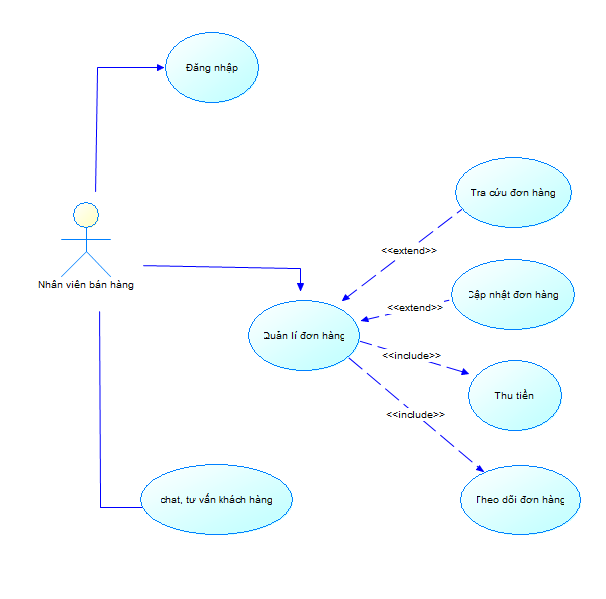 Đăng nhập
Tra cứu đơn hàng
<<extend>>
Nhân viên bán hàng
Cập nhật đơn hàng
<<extend>>
Quản lí đơn hàng
<<include>>
Thu tiền
<<include>>
chat, tư vấn khách hàng
Theo dõi đơn hàng